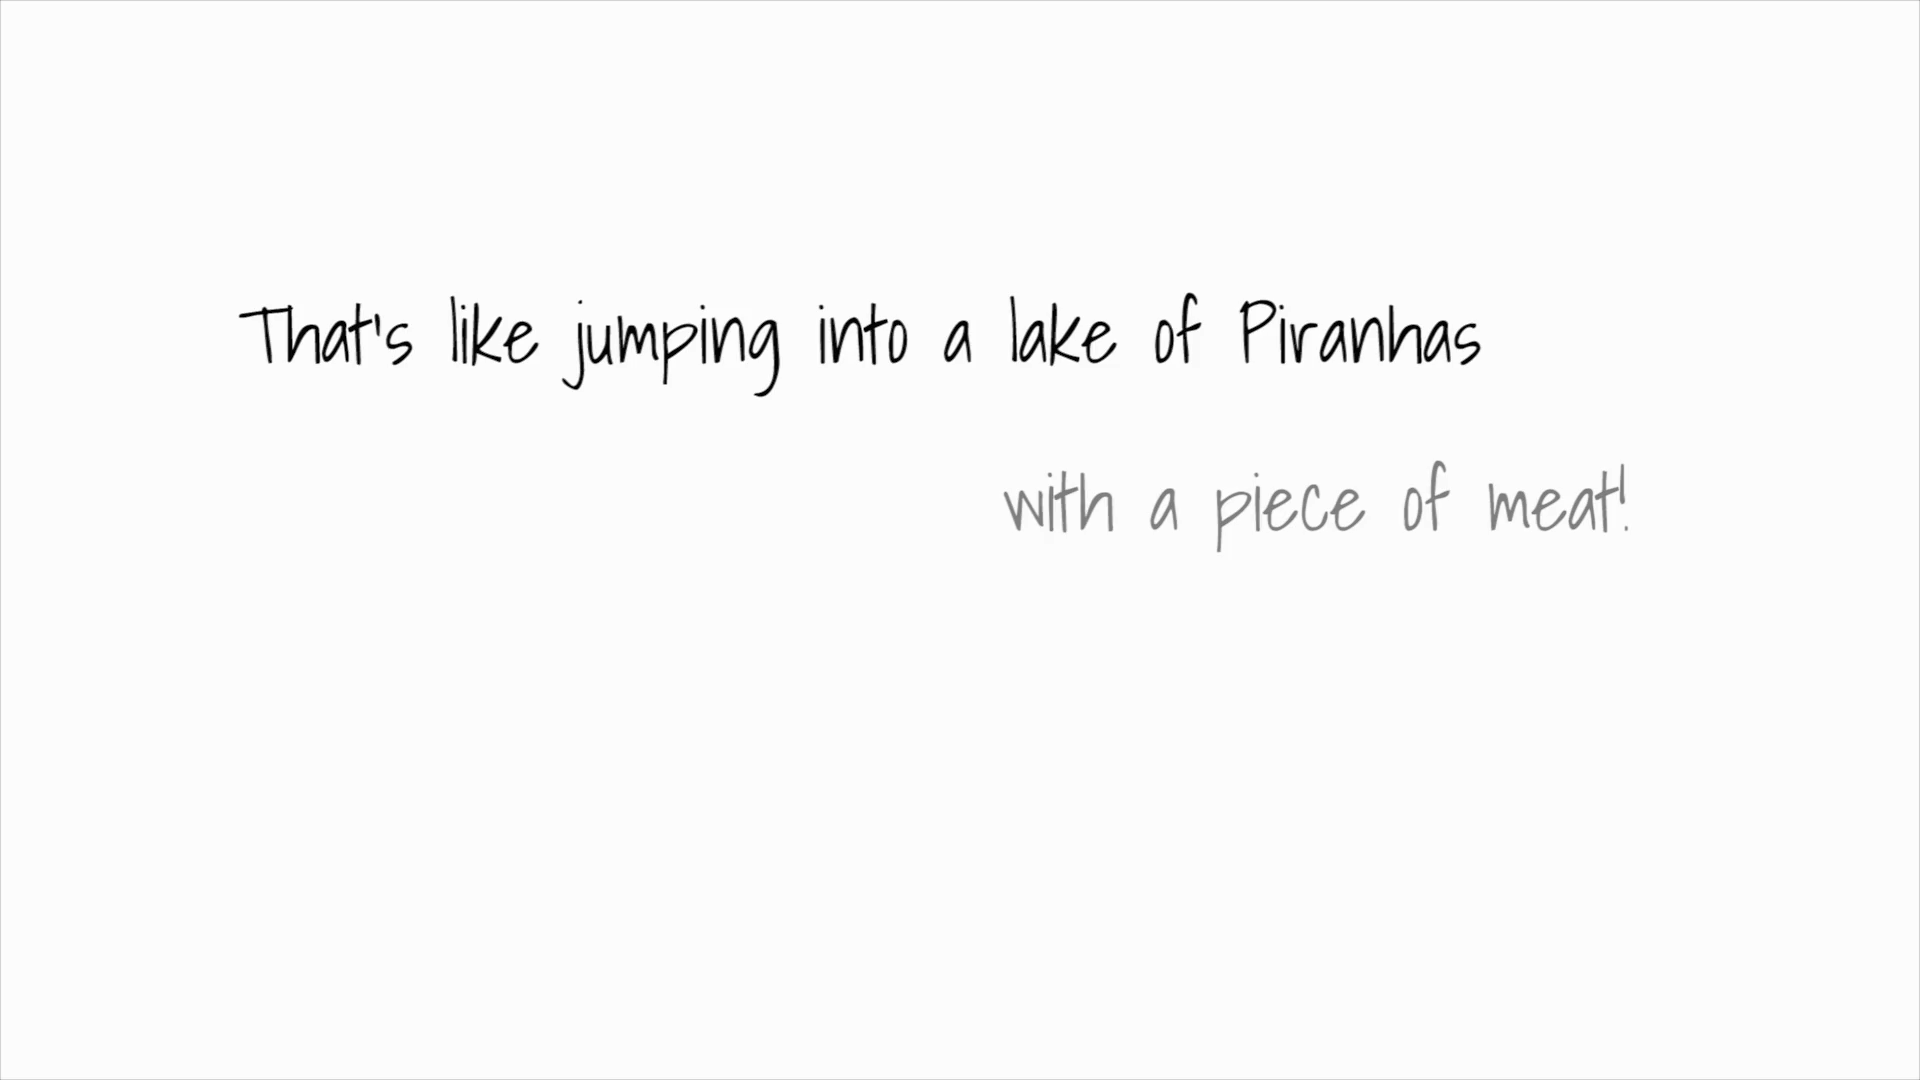 That's like jumping into a lake of Piranhas
with a piece of meat!